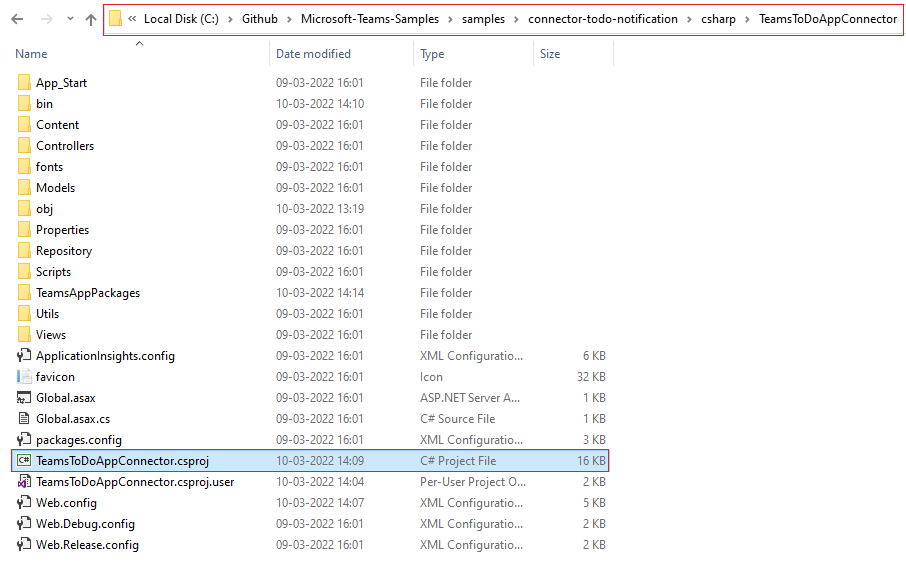 « Local Disk (C:) > Github > Microsoft-Teams-Samples > samples > connector-todo-notification > csharp > TeamsToDoAppConnector
Name Date modified Type Size
App_Start 09-03-2022 16:01 File folder
bin 10-03-2022 14:10 File folder
Content 09-03-2022 16:01 File folder
Controllers 09-03-2022 16:01 File folder
fonts 09-03-2022 16:01 File folder
Models 09-03-2022 16:01 File folder
obj 10-03-2022 13:19 File folder
Properties 09-03-2022 16:01 File folder
Repository 09-03-2022 16:01 File folder
Scripts 09-03-2022 16:01 File folder
TeamsAppPackages 10-03-2022 14:14 File folder
Utils 09-03-2022 16:01 File folder
Views 09-03-2022 16:01 File folder
ApplicationInsights.config 09-03-2022 16:01 XML Configuratio... 6 KB
favicon 09-03-2022 16:01 Icon 32 KB
Global.asax 09-03-2022 16:01 ASP.NET Server A... 1 KB
Global.asax.cs 09-03-2022 16:01 C# Source File 1 KB
packages.config 09-03-2022 16:01 XML Configuratio... 3 KB
C# TeamsToDoAppConnector.csproj 10-03-2022 14:09 C# Project File 16 KB
TeamsToDoAppConnector.csproj.user 10-03-2022 14:04 Per-User Project O... 2 KB
Web.config 10-03-2022 14:07 XML Configuratio... 5 KB
Web.Debug.config 09-03-2022 16:01 XML Configuratio... 2 KB
Web.Release.config 09-03-2022 16:01 XML Configuratio... 2 KB